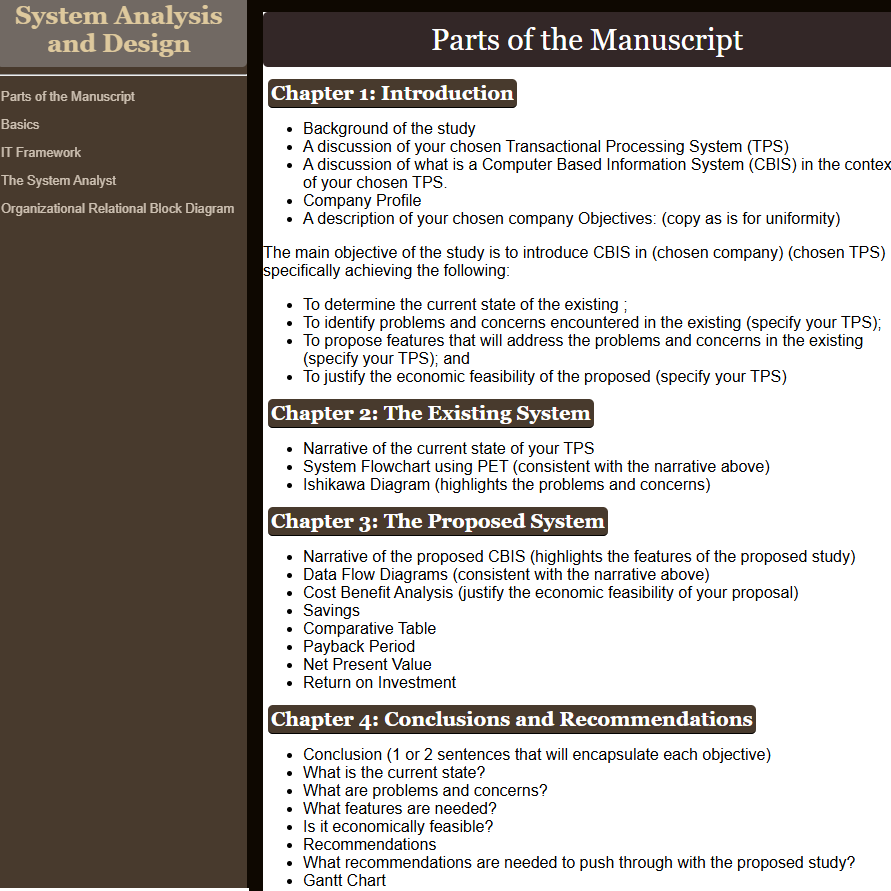 System Analysis
and Design
Parts of the Manuscript
Basics
IT Framework
The System Analyst
Organizational Relational Block Diagram
Parts of the Manuscript
Chapter 1: Introduction
• Background of the study
• A discussion of your chosen Transactional Processing System (TPS)
• A discussion of what is a Computer Based Information System (CBIS) in the contex
of your chosen TPS.
• Company Profile
• A description of your chosen company Objectives: (copy as is for uniformity)
The main objective of the study is to introduce CBIS in (chosen company) (chosen TPS)
specifically achieving the following:
• To determine the current state of the existing ;
• To identify problems and concerns encountered in the existing (specify your TPS);
• To propose features that will address the problems and concerns in the existing
(specify your TPS); and
• To justify the economic feasibility of the proposed (specify your TPS)
Chapter 2: The Existing System
• Narrative of the current state of your TPS
• System Flowchart using PET (consistent with the narrative above)
• Ishikawa Diagram (highlights the problems and concerns)
Chapter 3: The Proposed System
• Narrative of the proposed CBIS (highlights the features of the proposed study)
• Data Flow Diagrams (consistent with the narrative above)
• Cost Benefit Analysis (justify the economic feasibility of your proposal)
• Savings
• Comparative Table
• Payback Period
• Net Present Value
• Return on Investment
Chapter 4: Conclusions and Recommendations
• Conclusion (1 or 2 sentences that will encapsulate each objective)
• What is the current state?
• What are problems and concerns?
• What features are needed?
• Is it economically feasible?
• Recommendations
• What recommendations are needed to push through with the proposed study?
• Gantt Chart